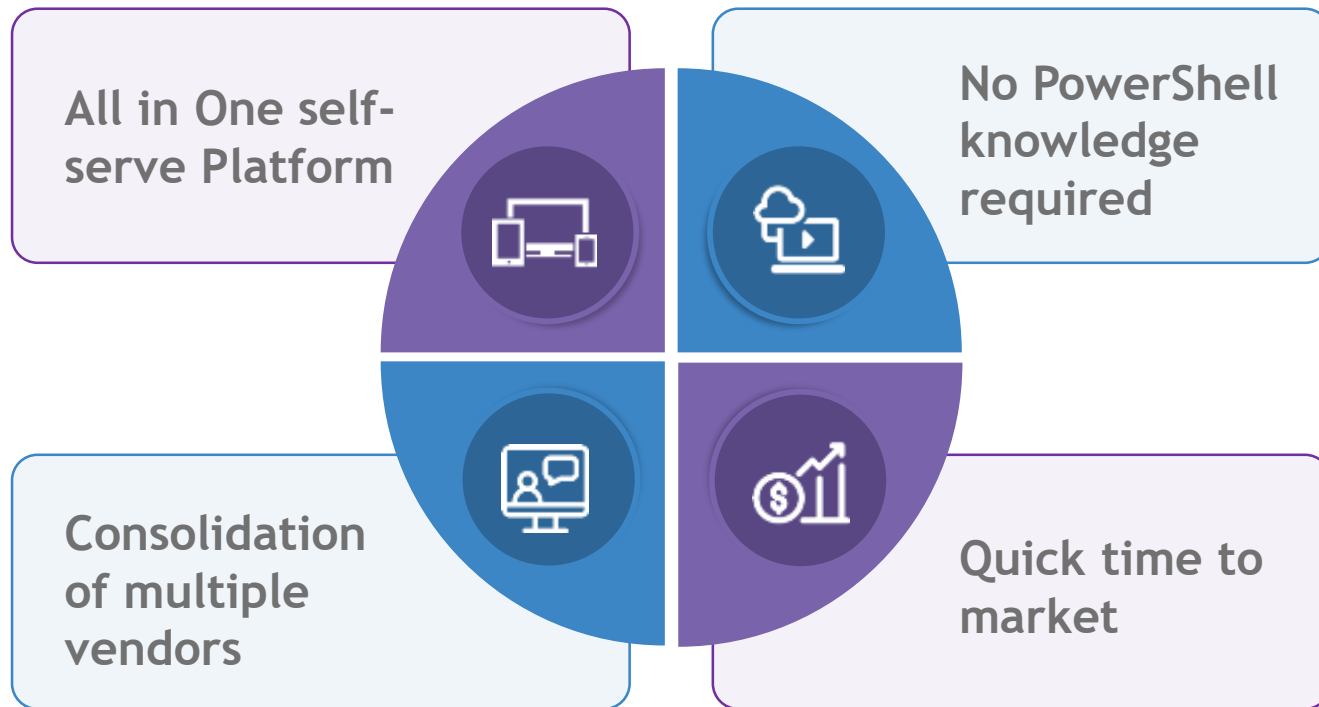 All in One self-
serve Platform
No PowerShell
knowledge
required
Consolidation
of multiple
vendors
Quick time to
market
$